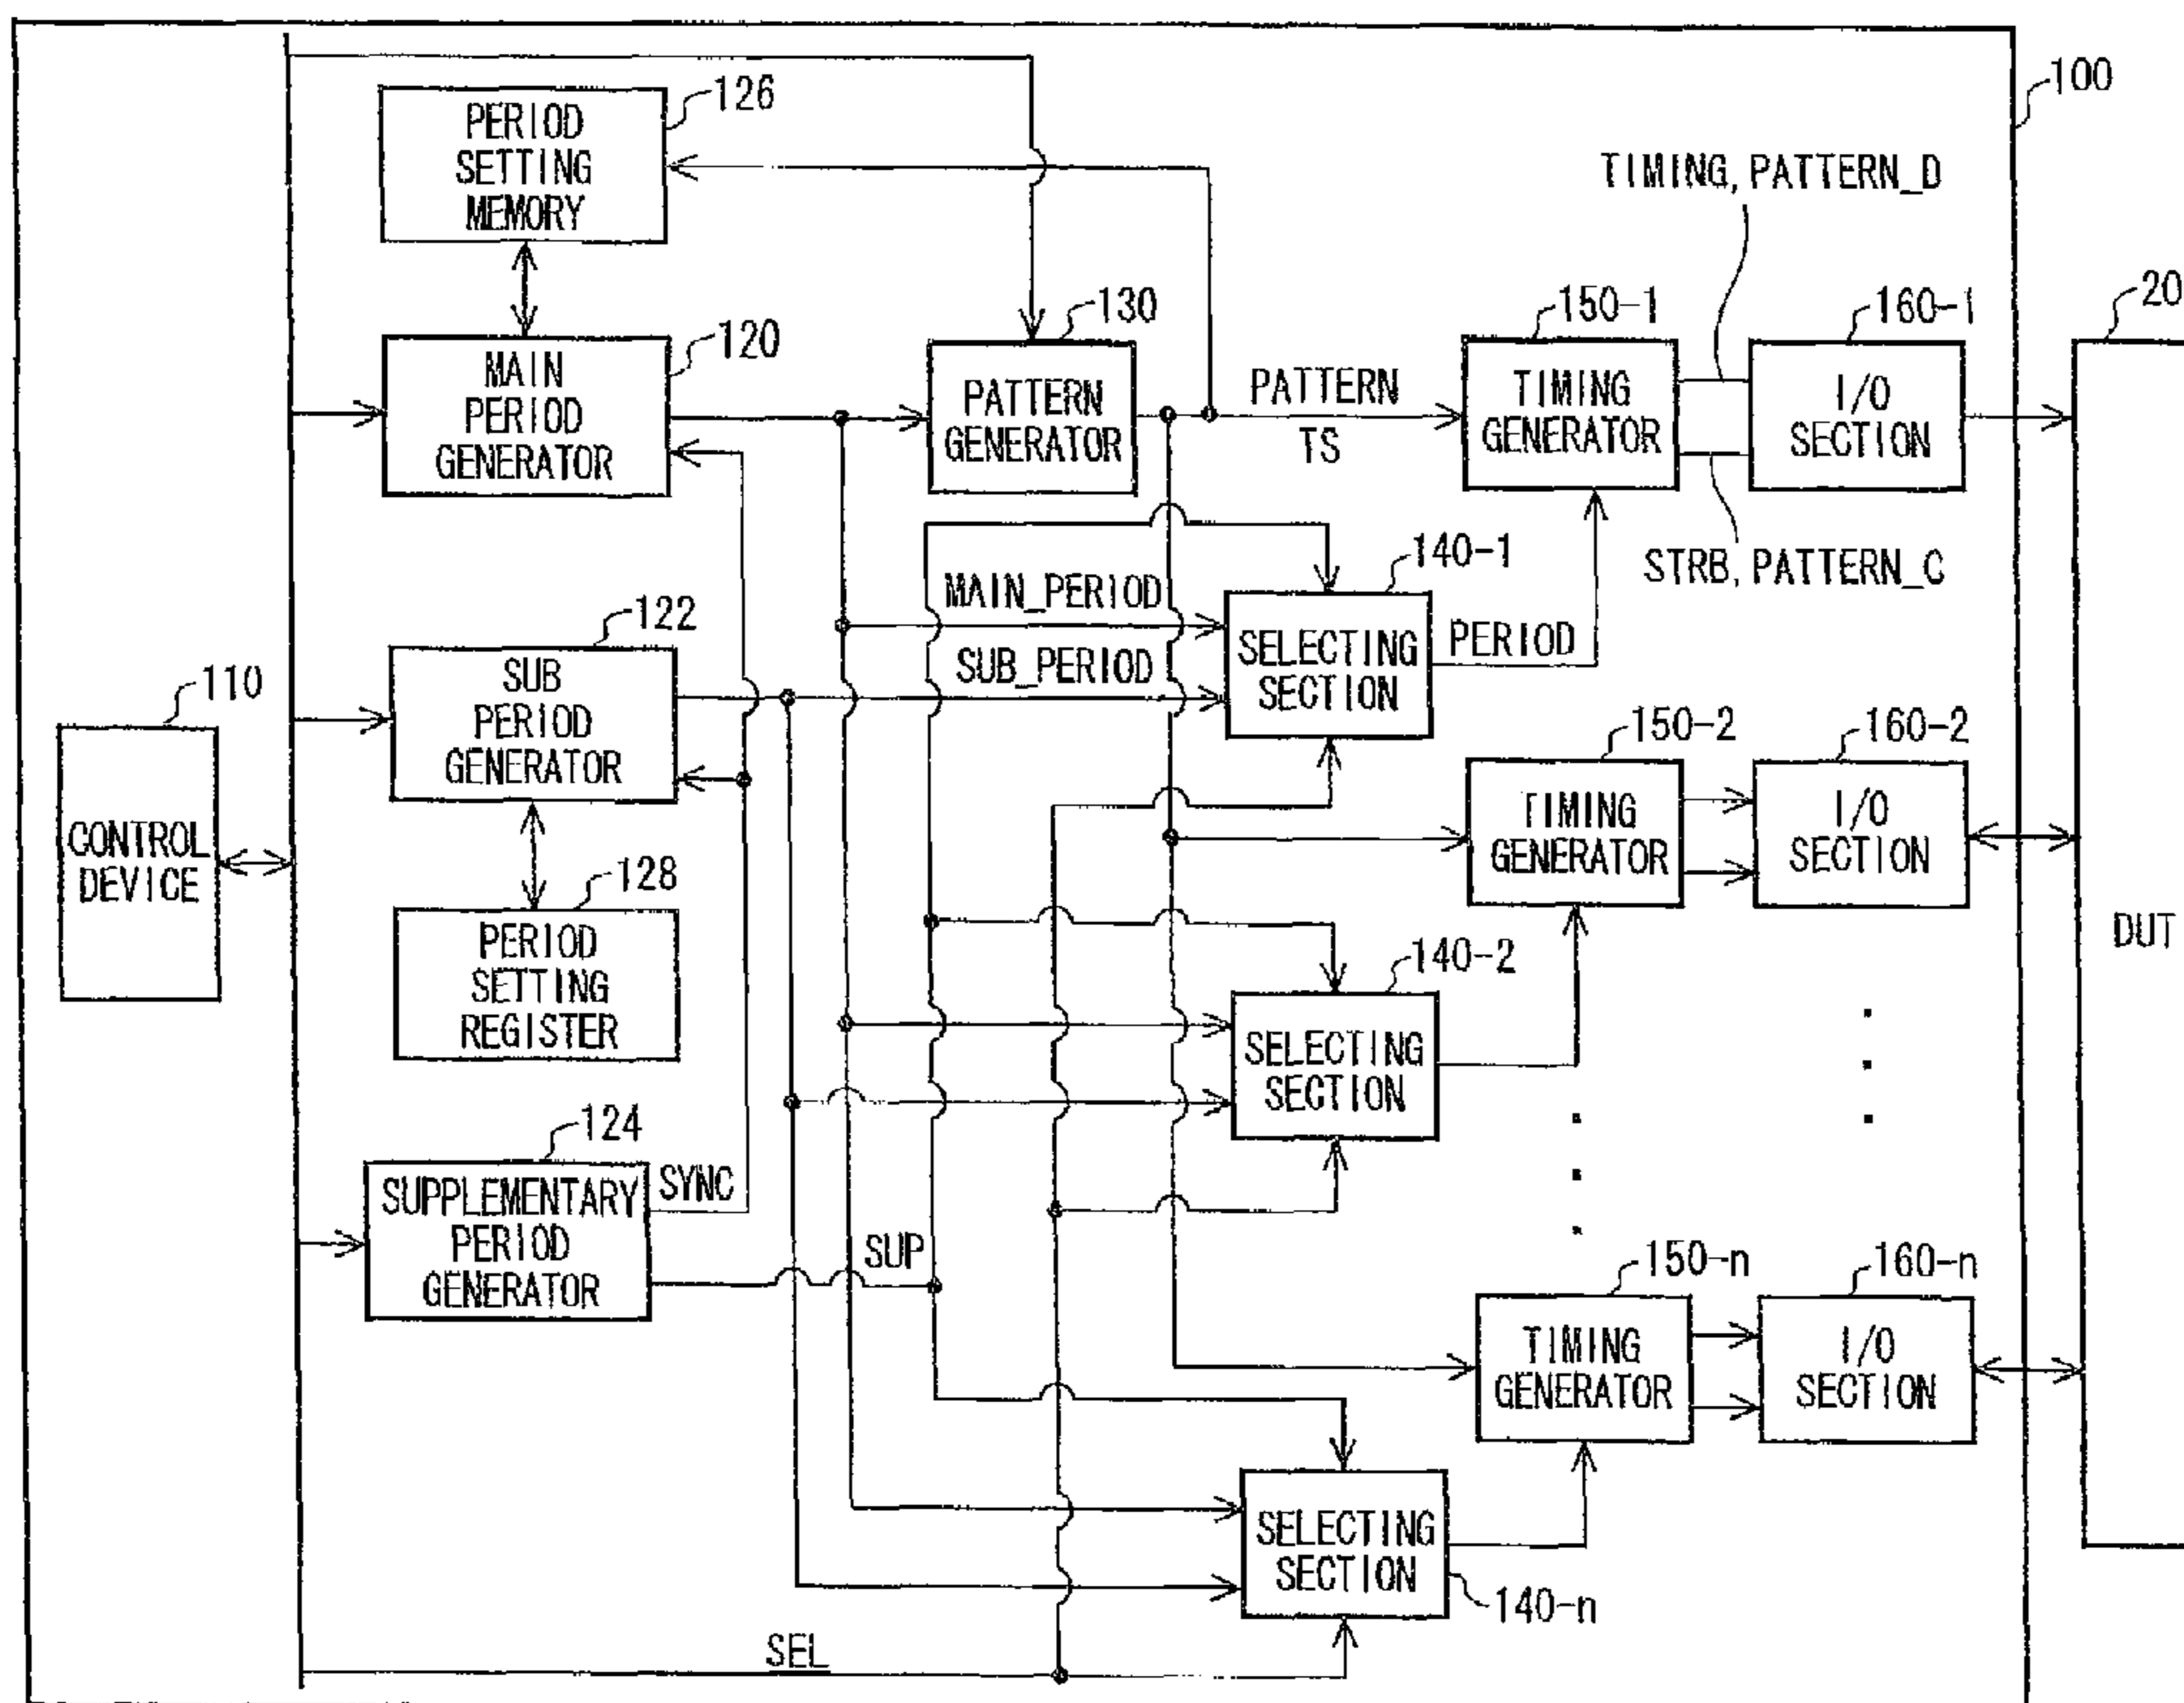 100
126
PERIOD
SETTING
MEMORY
TIMING, PATTERN_D
120
MAIN
PERIOD
GENERATOR
130
PATTERN
GENERATOR
PATTERN
TS
150-1
TIMING
GENERATOR
160-1
I/O
SECTION
20
DUT
STRB, PATTERN_C
140-1
MAIN_PERIOD
SUB_PERIOD
SELECTING
SECTION
PERIOD
122
SUB
PERIOD
GENERATOR
110
CONTROL
DEVICE
128
PERIOD
SETTING
REGISTER
150-2
TIMING
GENERATOR
160-2
I/O
SECTION
140-2
SELECTING
SECTION
124
SUPPLEMENTARY
PERIOD
GENERATOR
SYNC
SUP
150-n
TIMING
GENERATOR
160-n
I/O
SECTION
SELECTING
SECTION
140-n
SEL